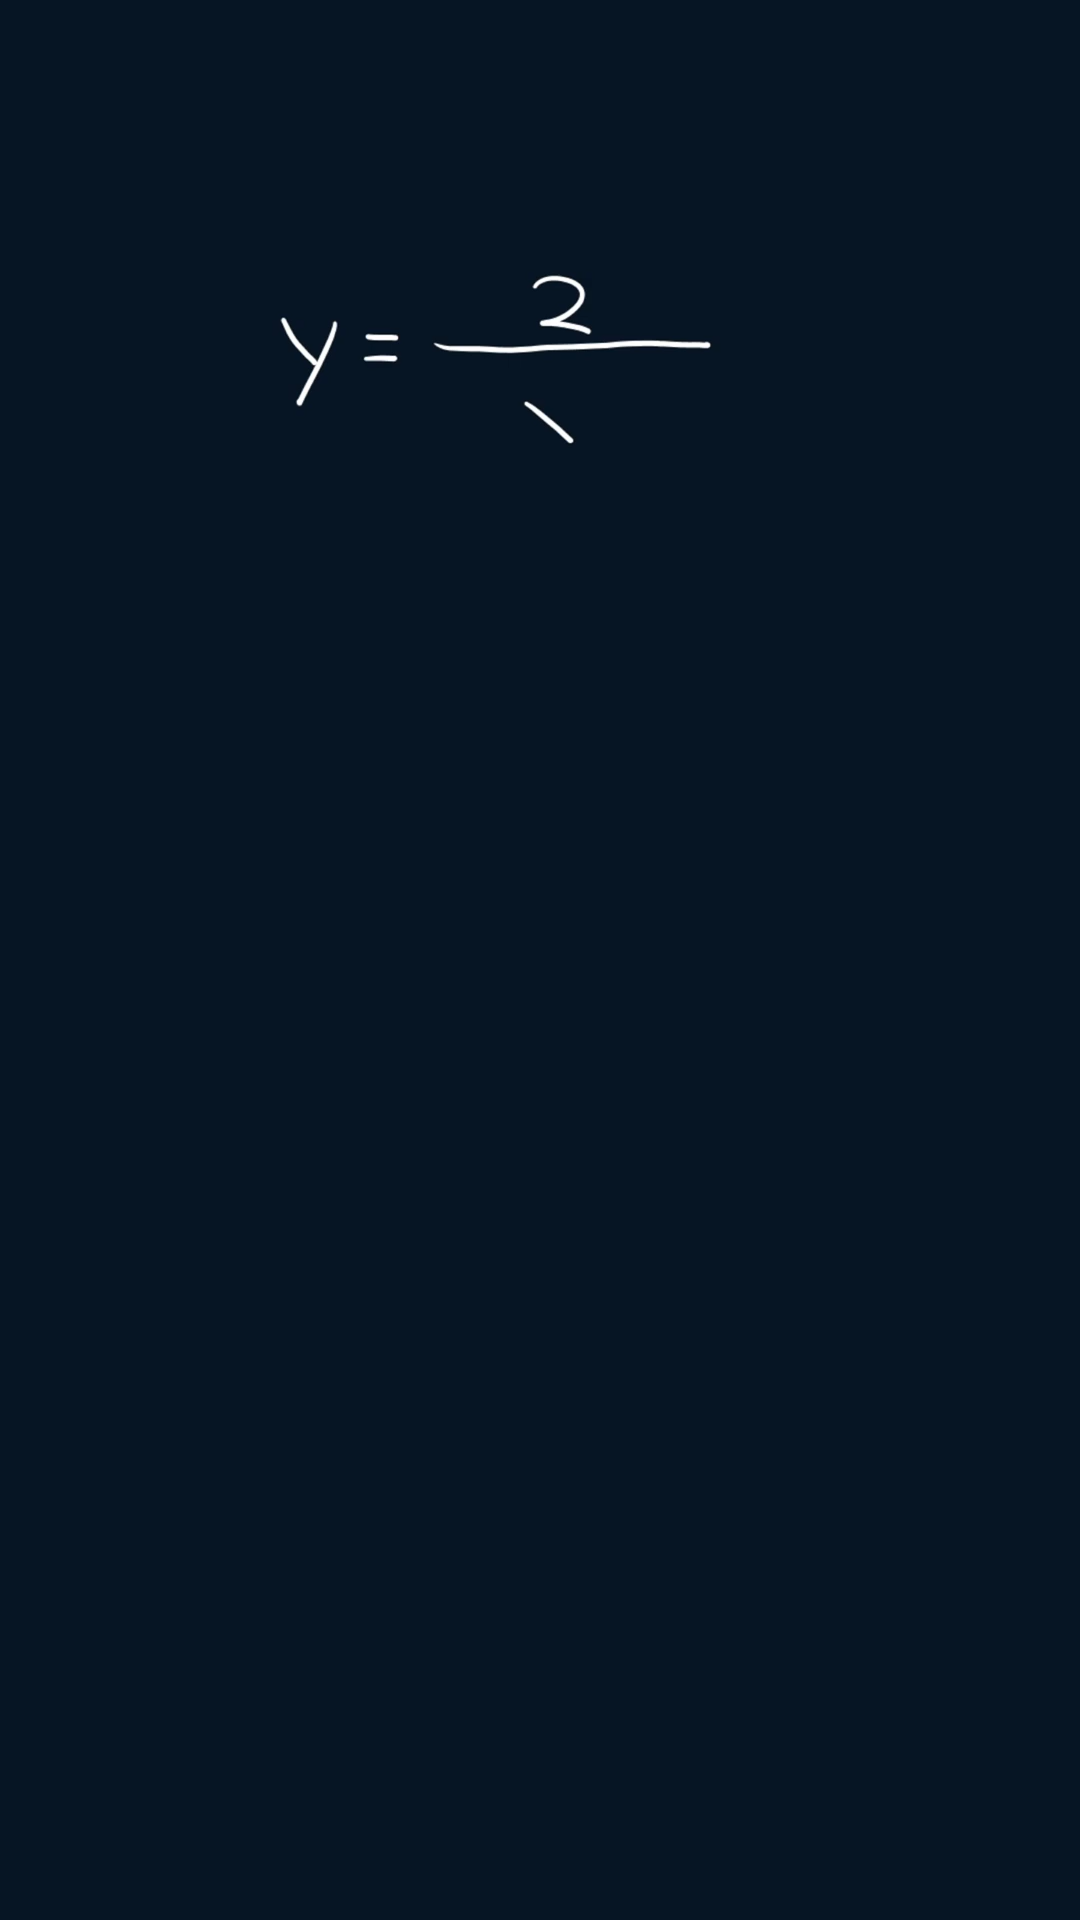 y = 2/\